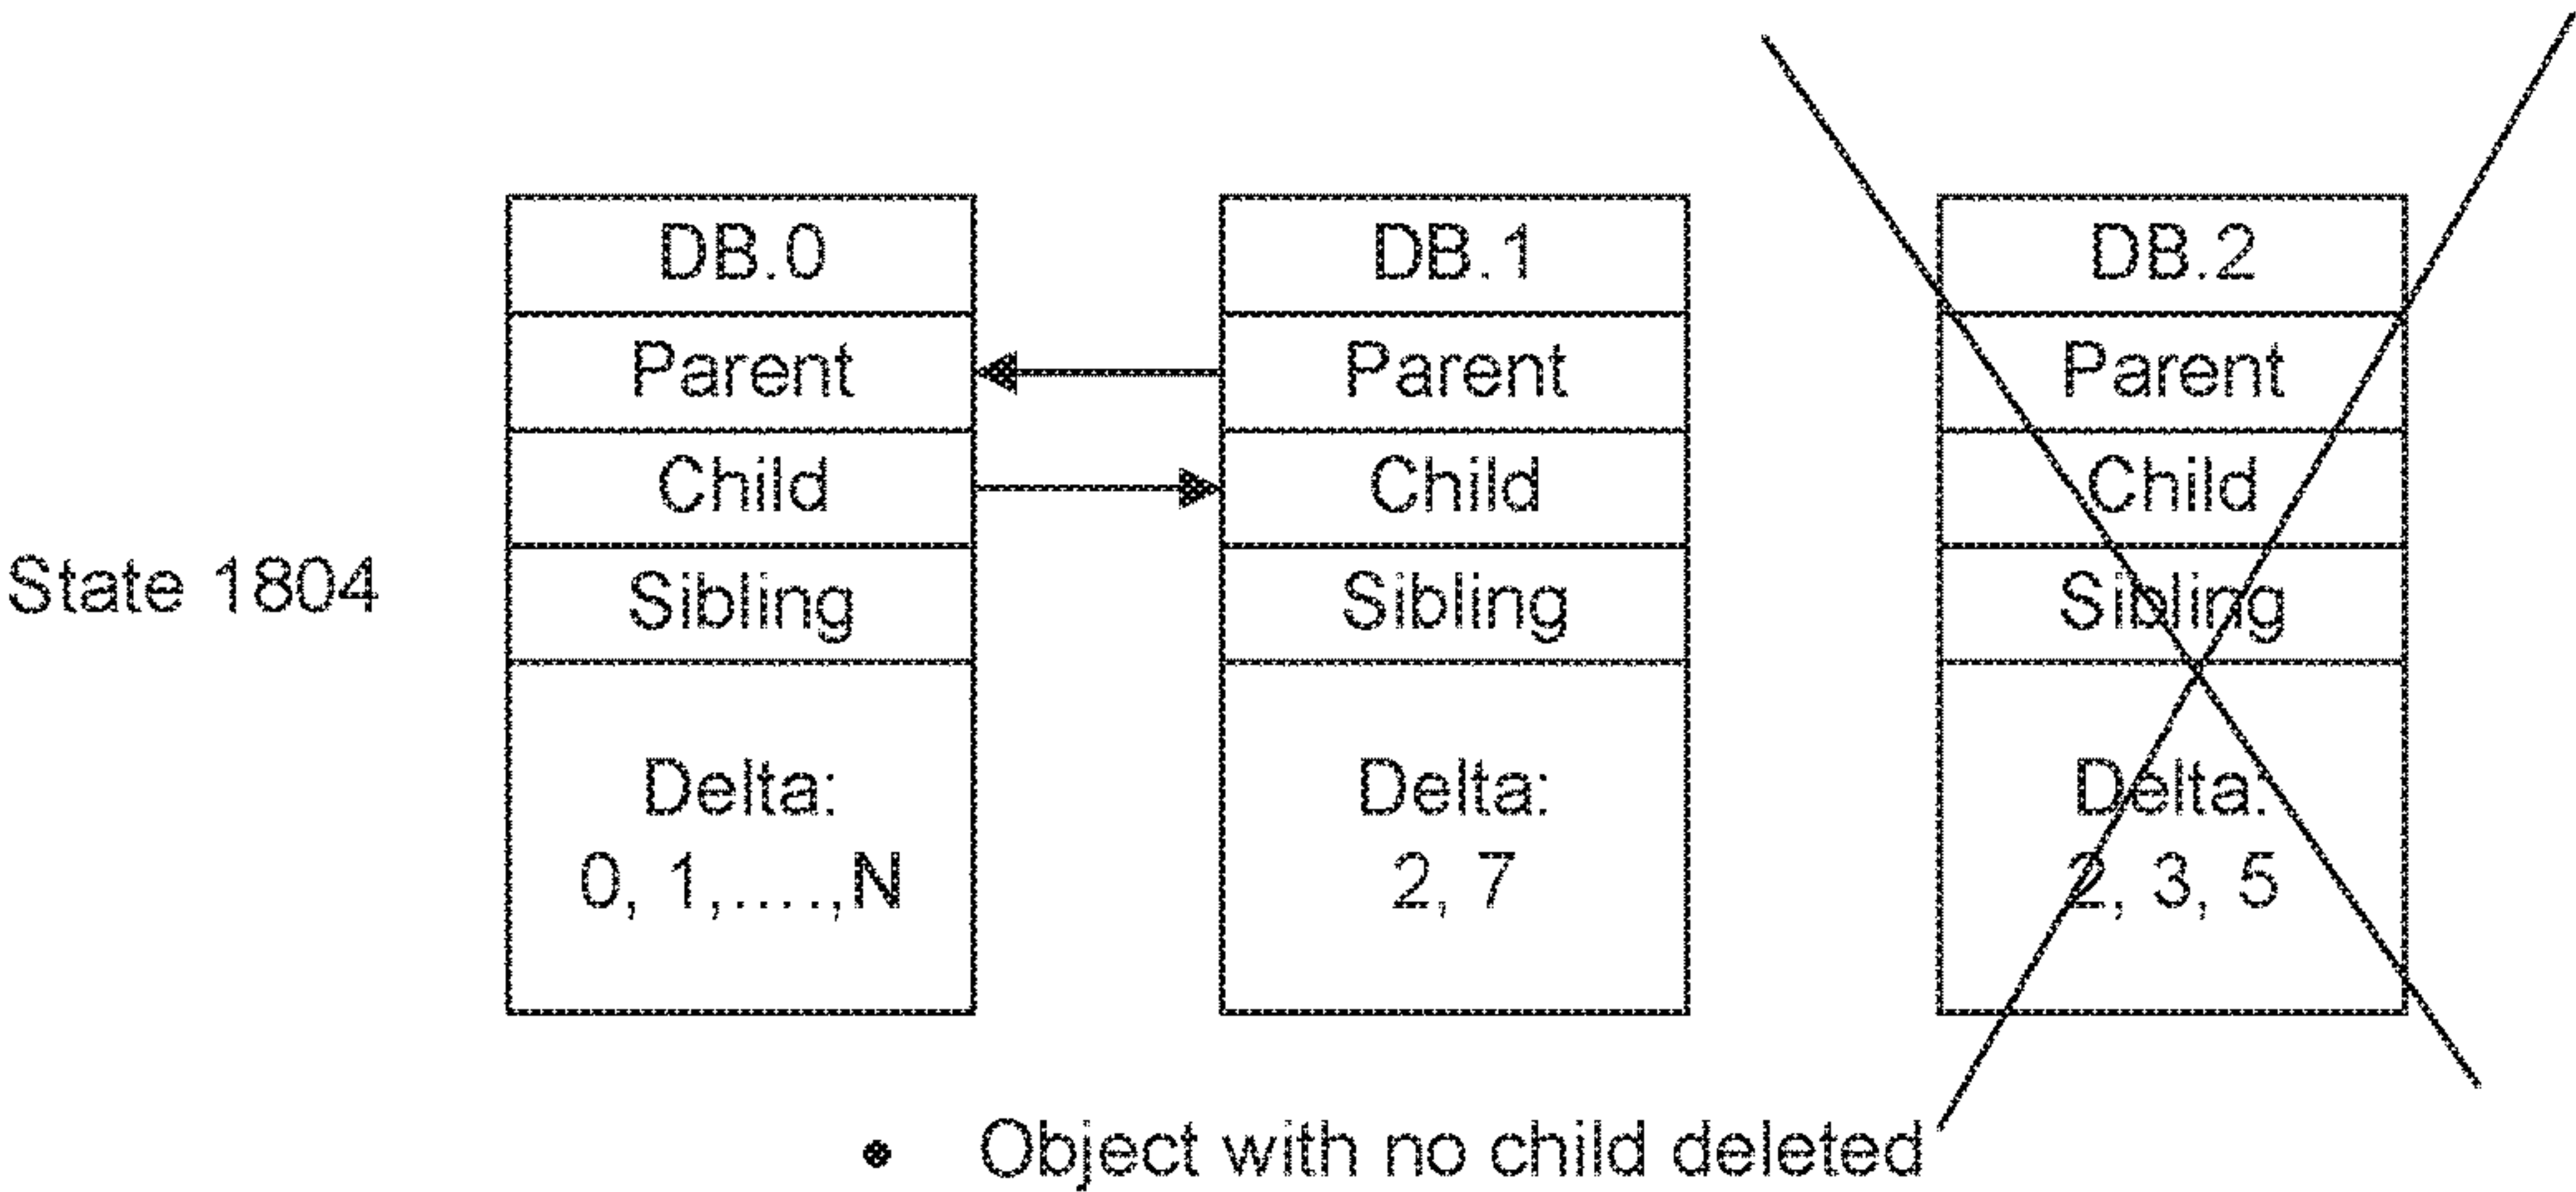 DB.0
Parent
Child
Sibling
Delta:
0, 1,....,N
DB.1
Parent
Child
Sibling
Delta:
2, 7
DB.2
Parent
Child
Sibling
Delta:
2, 3, 5
State 1804
• Object with no child deleted